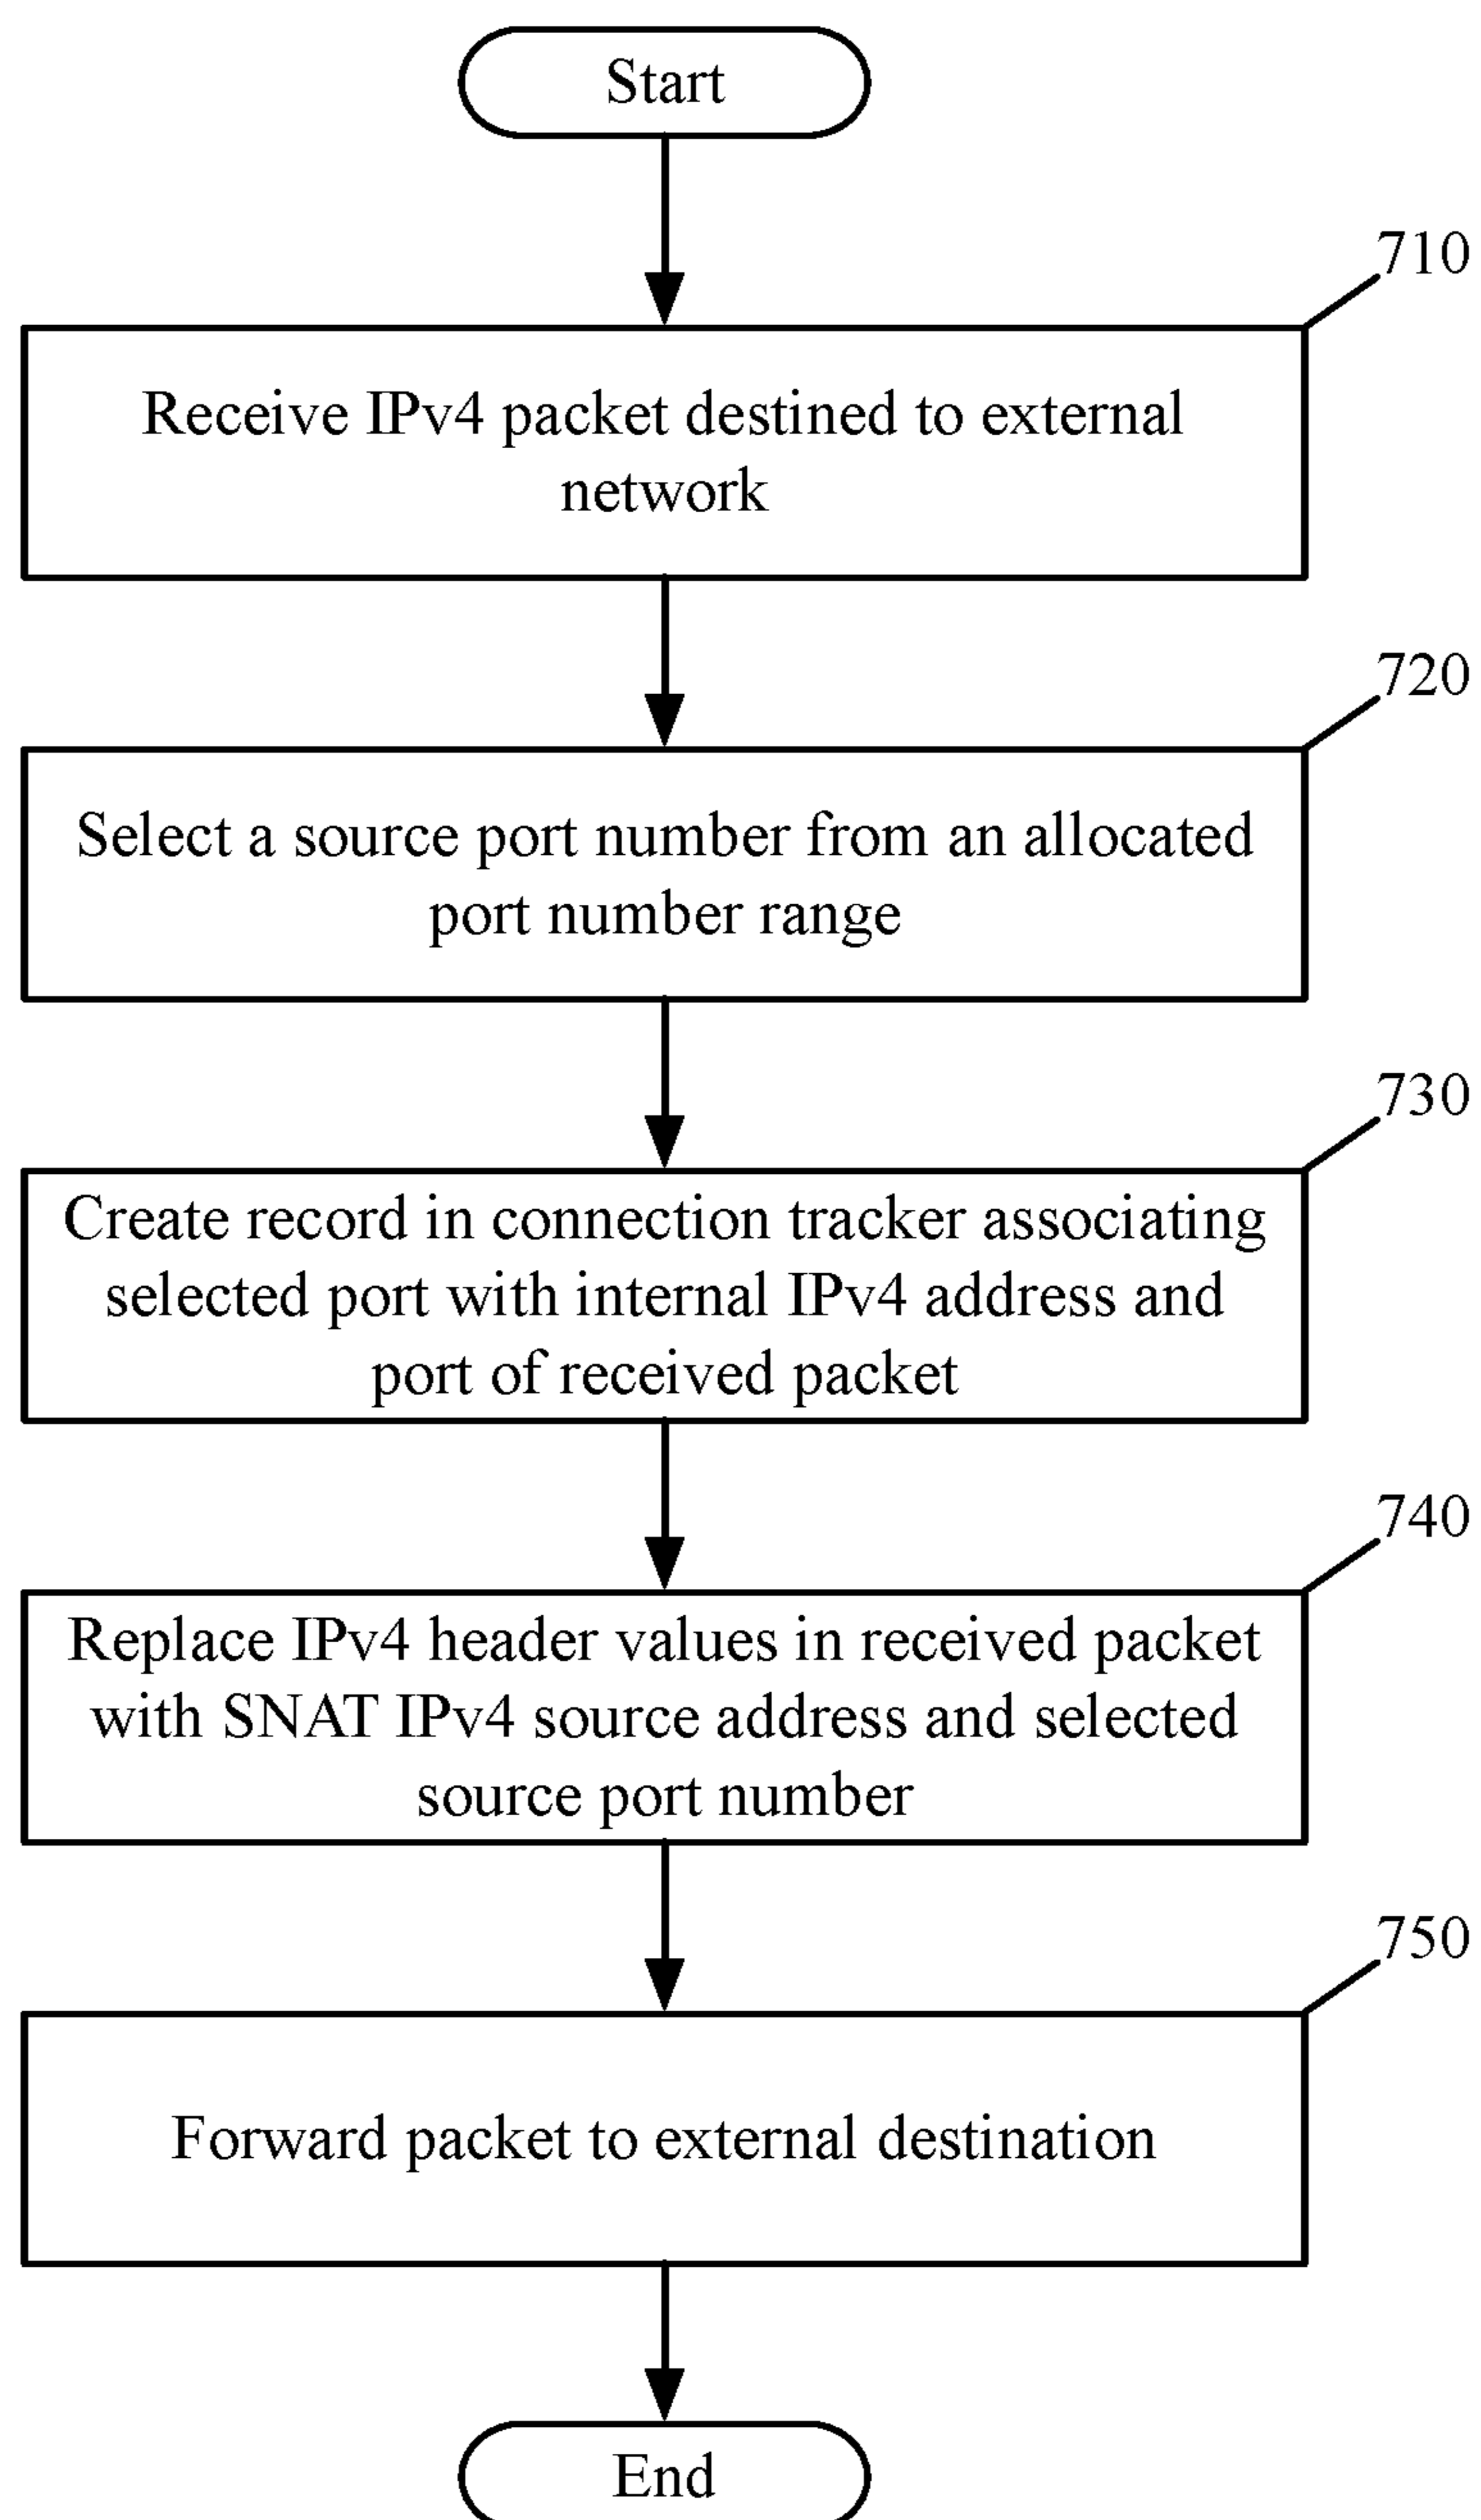 Start
710
Receive IPv4 packet destined to external
network
720
Select a source port number from an allocated
port number range
730
Create record in connection tracker associating
selected port with internal IPv4 address and
port of received packet
740
Replace IPv4 header values in received packet
with SNAT IPv4 source address and selected
source port number
750
Forward packet to external destination
End